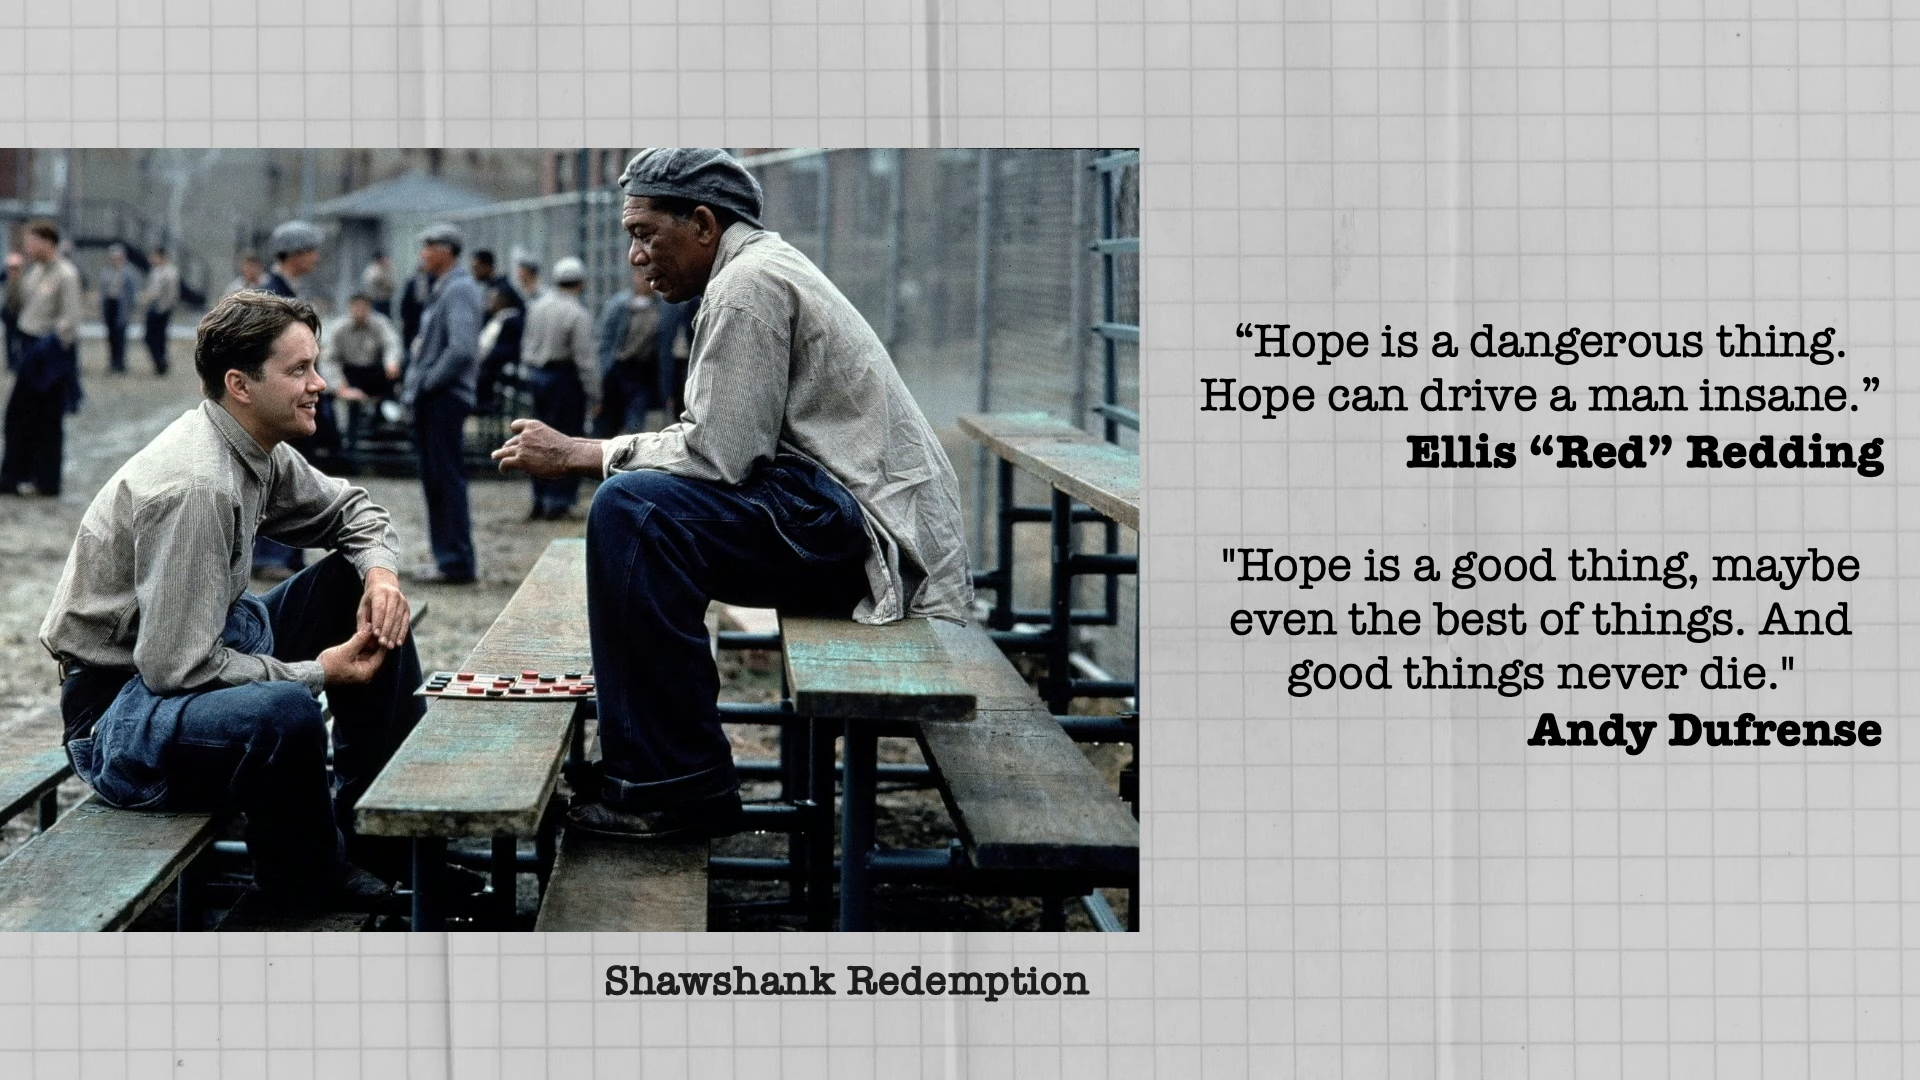 “Hope is a dangerous thing.
Hope can drive a man insane.”
Ellis “Red” Redding
"Hope is a good thing, maybe
even the best of things. And
good things never die."
Andy Dufrense
Shawshank Redemption